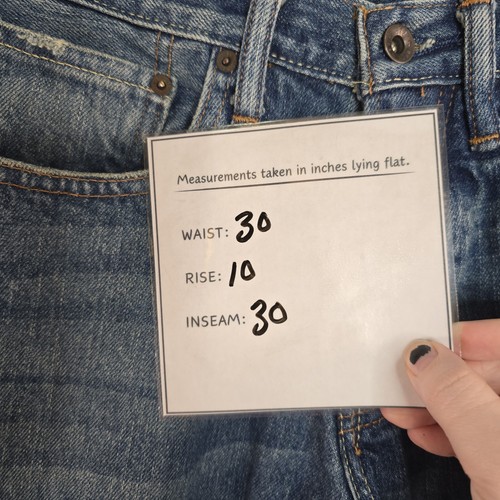 Measurements taken in inches lying flat.
WAIST: 30
RISE: 10
INSEAM: 30